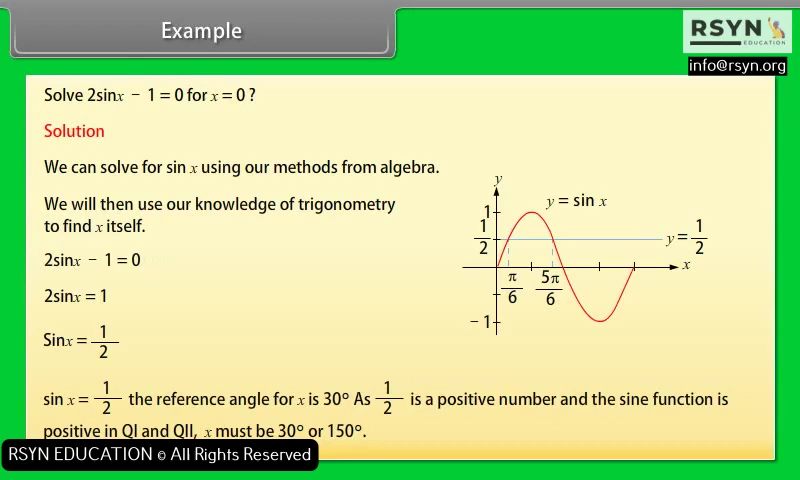 Example
RSYN
EDUCATION
info@rsyn.org
Solve 2sinx − 1 = 0 for x = 0 ?
Solution
We can solve for sin x using our methods from algebra.
We will then use our knowledge of trigonometry
to find x itself.
2sinx − 1 = 0
2sinx = 1
Sinx = 1/2
y
1
1/2
− 1
y = sin x
y = 1/2
x
π/6
5π/6
sin x = 1/2 the reference angle for x is 30° As 1/2 is a positive number and the sine function is
positive in QI and QII, x must be 30° or 150°.
RSYN EDUCATION © All Rights Reserved